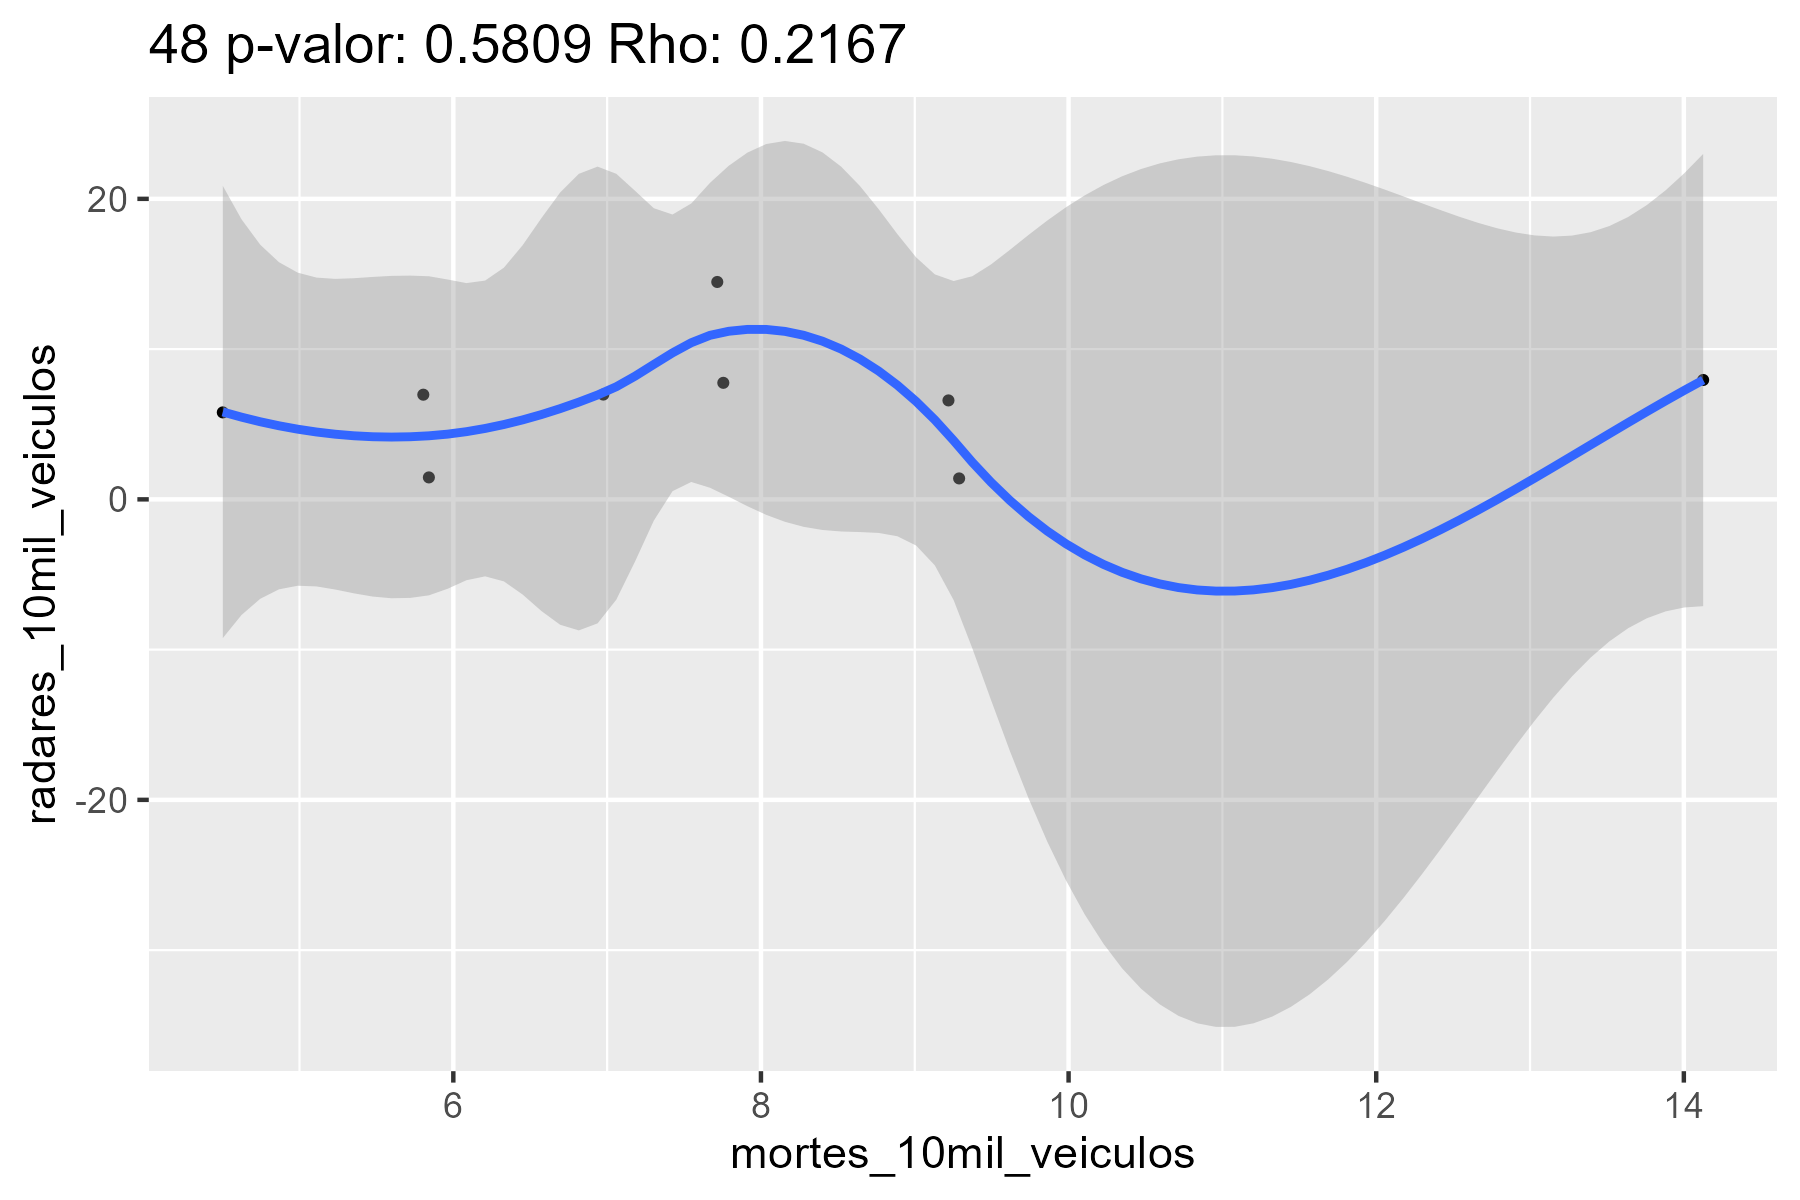 48 p-valor: 0.5809 Rho: 0.2167
radares_10mil_veiculos
20
0
-20
6 8 10 12 14
mortes_10mil_veiculos